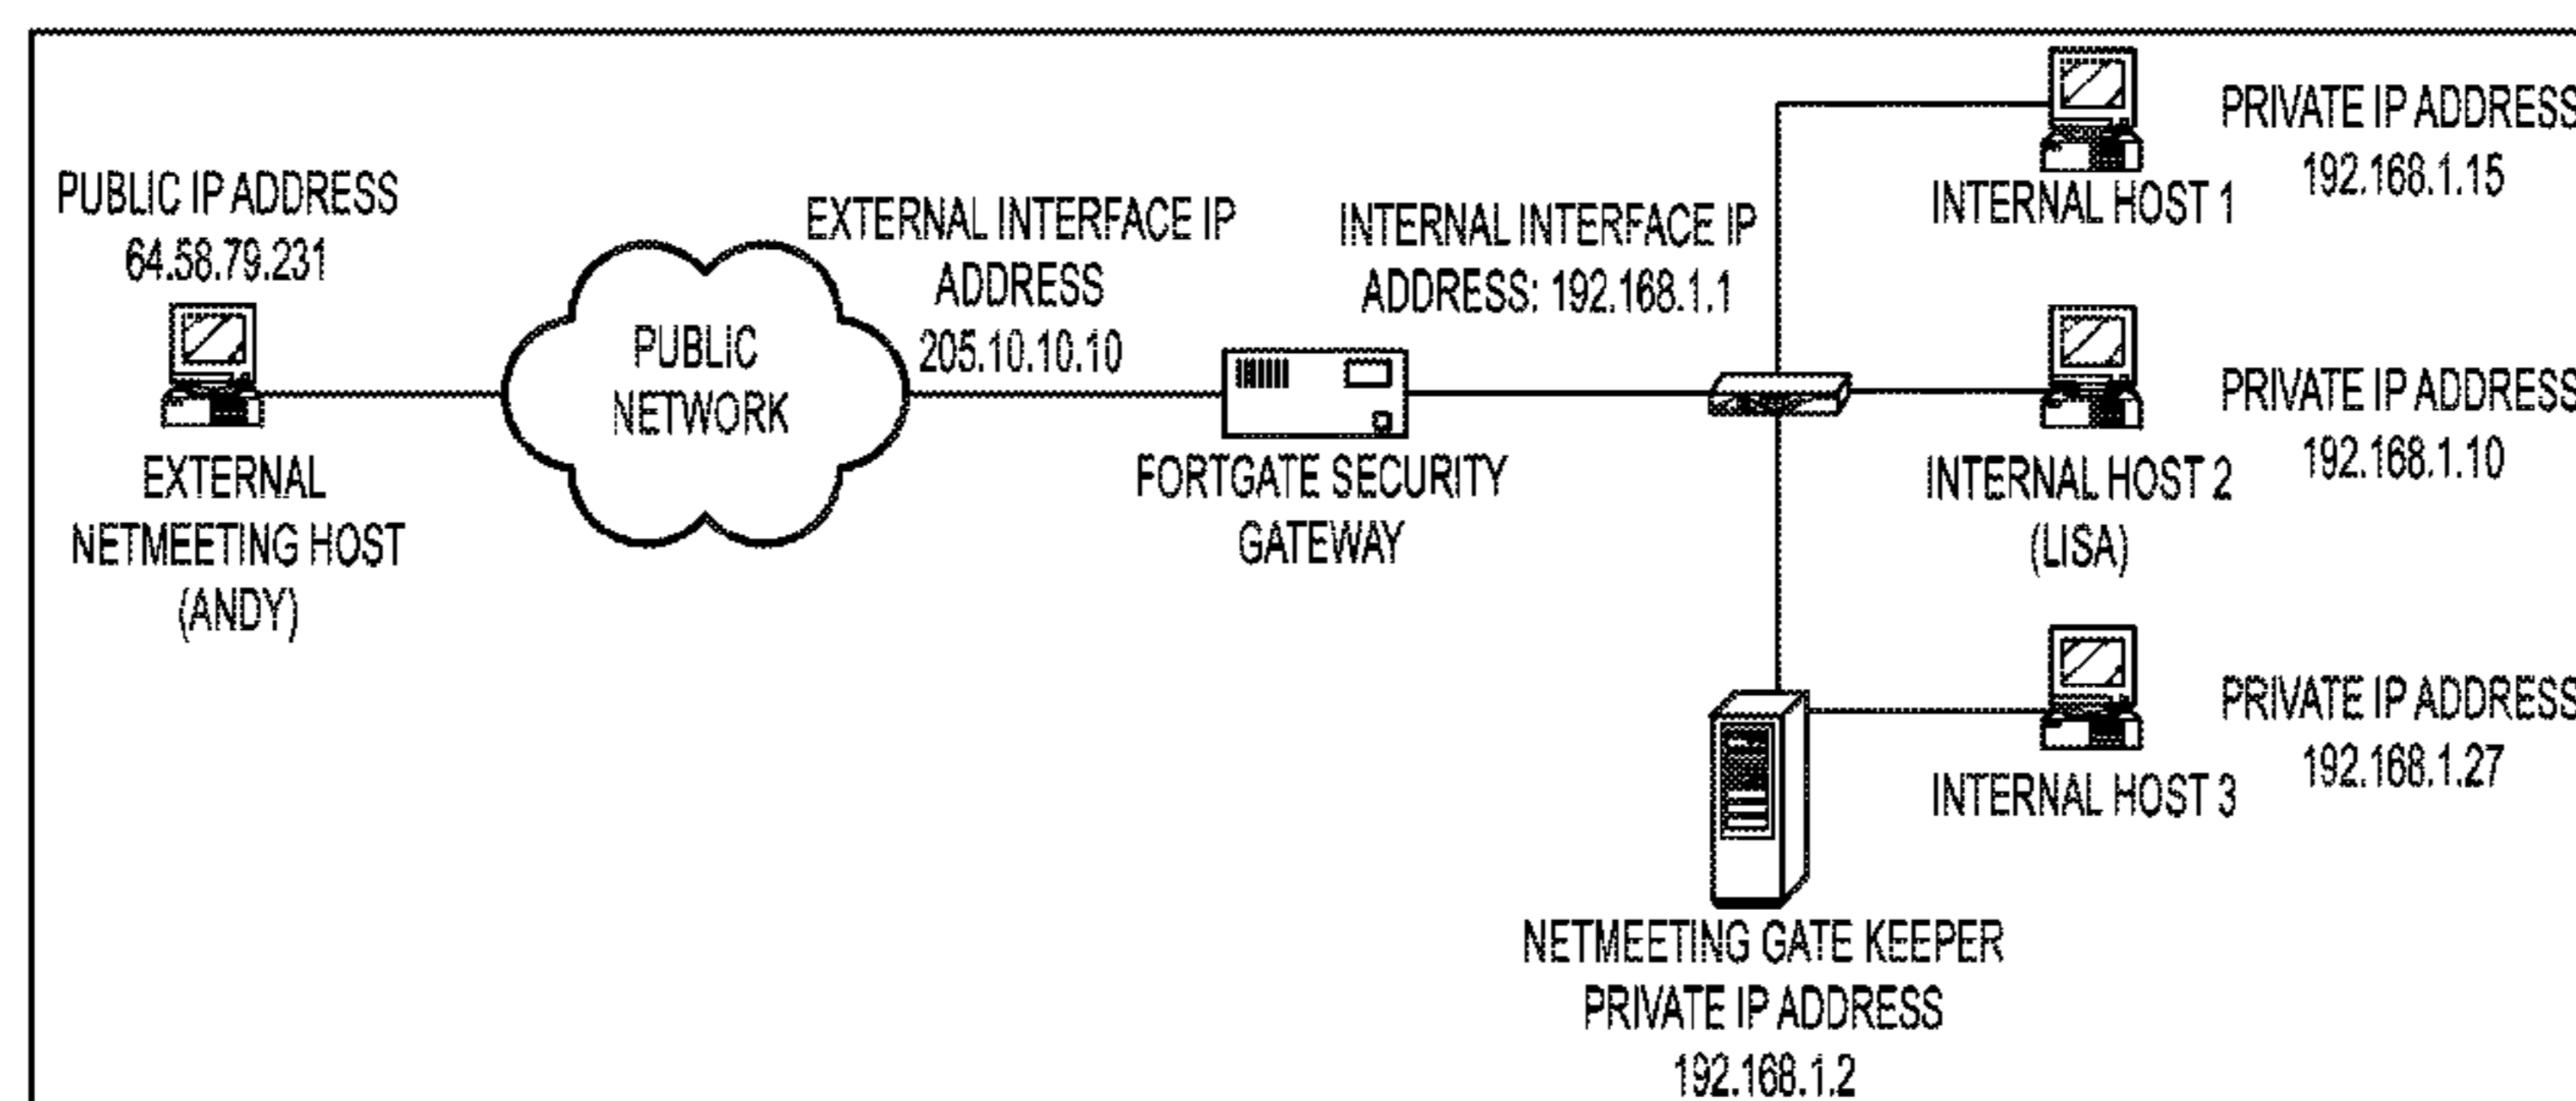 PUBLIC IP ADDRESS
64.58.79.231
EXTERNAL
NETMEETING HOST
(ANDY)
PUBLIC
NETWORK
EXTERNAL INTERFACE IP
ADDRESS
205.10.10.10
INTERNAL INTERFACE IP
ADDRESS: 192.168.1.1
FORTGATE SECURITY
GATEWAY
INTERNAL HOST 1
PRIVATE IP ADDRESS
192.168.1.15
INTERNAL HOST 2
(LISA)
PRIVATE IP ADDRESS
192.168.1.10
INTERNAL HOST 3
PRIVATE IP ADDRESS
192.168.1.27
NETMEETING GATE KEEPER
PRIVATE IP ADDRESS
192.168.1.2